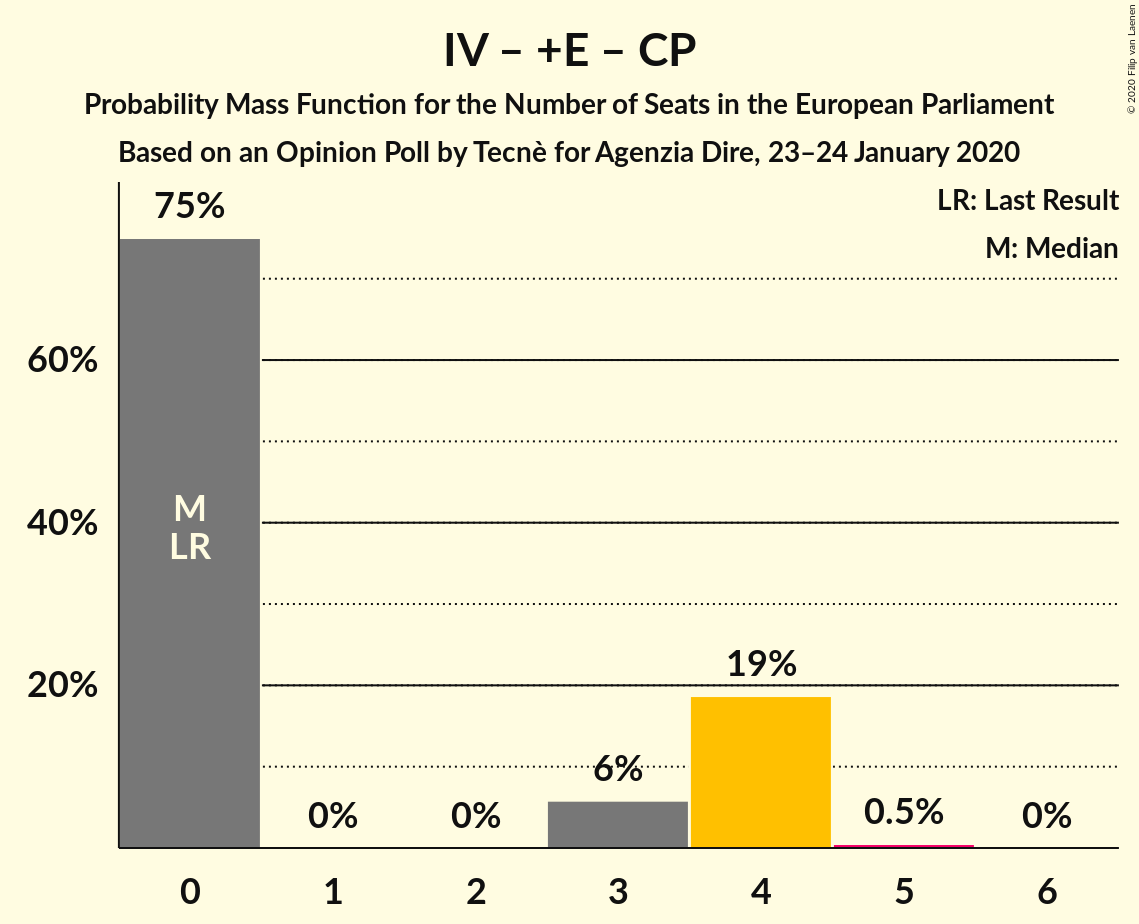 IV – +E – CP
Probability Mass Function for the Number of Seats in the European Parliament
Based on an Opinion Poll by Tecnè for Agenzia Dire, 23–24 January 2020
© 2020 Filip van Laenen
LR: Last Result
M: Median
75%
60%
40%
20%
M
LR
0%
0%
6%
19%
0.5%
0%
0
1
2
3
4
5
6